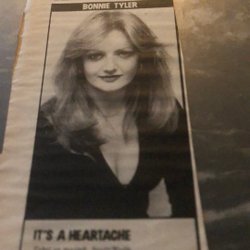 BONNIE TYLER
IT'S A HEARTACHE